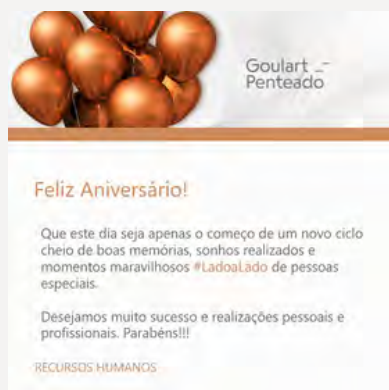 Goulart _-
Penteado
Feliz Aniversário!
Que este dia seja apenas o começo de um novo ciclo
cheio de boas memórias, sonhos realizados e
momentos maravilhosos #LadoaLado de pessoas
especiais.
Desejamos muito sucesso e realizações pessoais e
profissionais. Parabéns!!!
RECURSOS HUMANOS